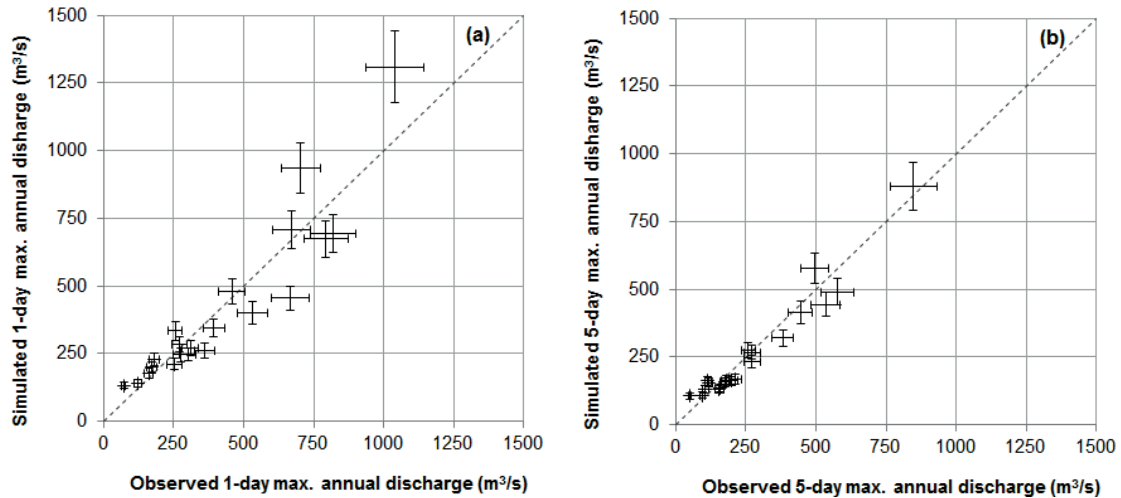 (a)
Simulated 1-day max. annual disharge (m³/s)
1500
1250
1000
750
500
250
0
0 250 500 750 1000 1250 1500
Observed 1-day max. annual discharge (m³/s)
(b)
Simulated 5-day max. annual disharge (m³/s)
1500
1250
1000
750
500
250
0
0 250 500 750 1000 1250 1500
Observed 5-day max. annual discharge (m³/s)